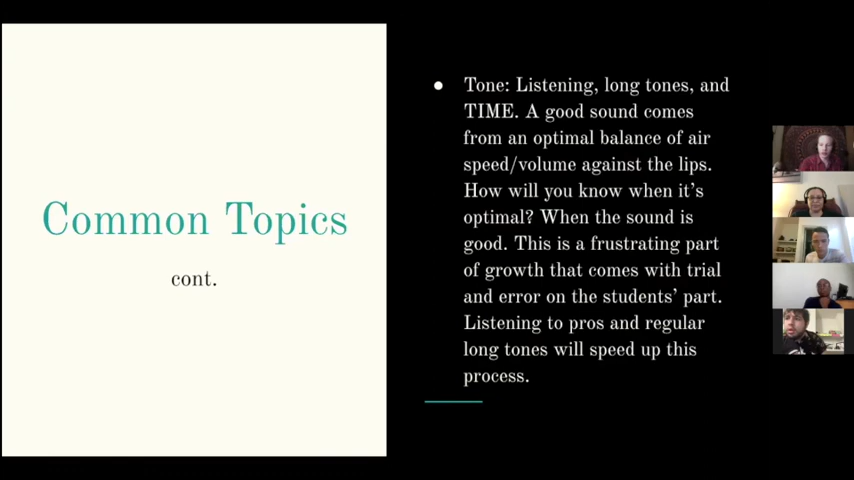 Common Topics
cont.
● Tone: Listening, long tones, and
TIME. A good sound comes
from an optimal balance of air
speed/volume against the lips.
How will you know when it's
optimal? When the sound is
good. This is a frustrating part
of growth that comes with trial
and error on the students' part.
Listening to pros and regular
long tones will speed up this
process.